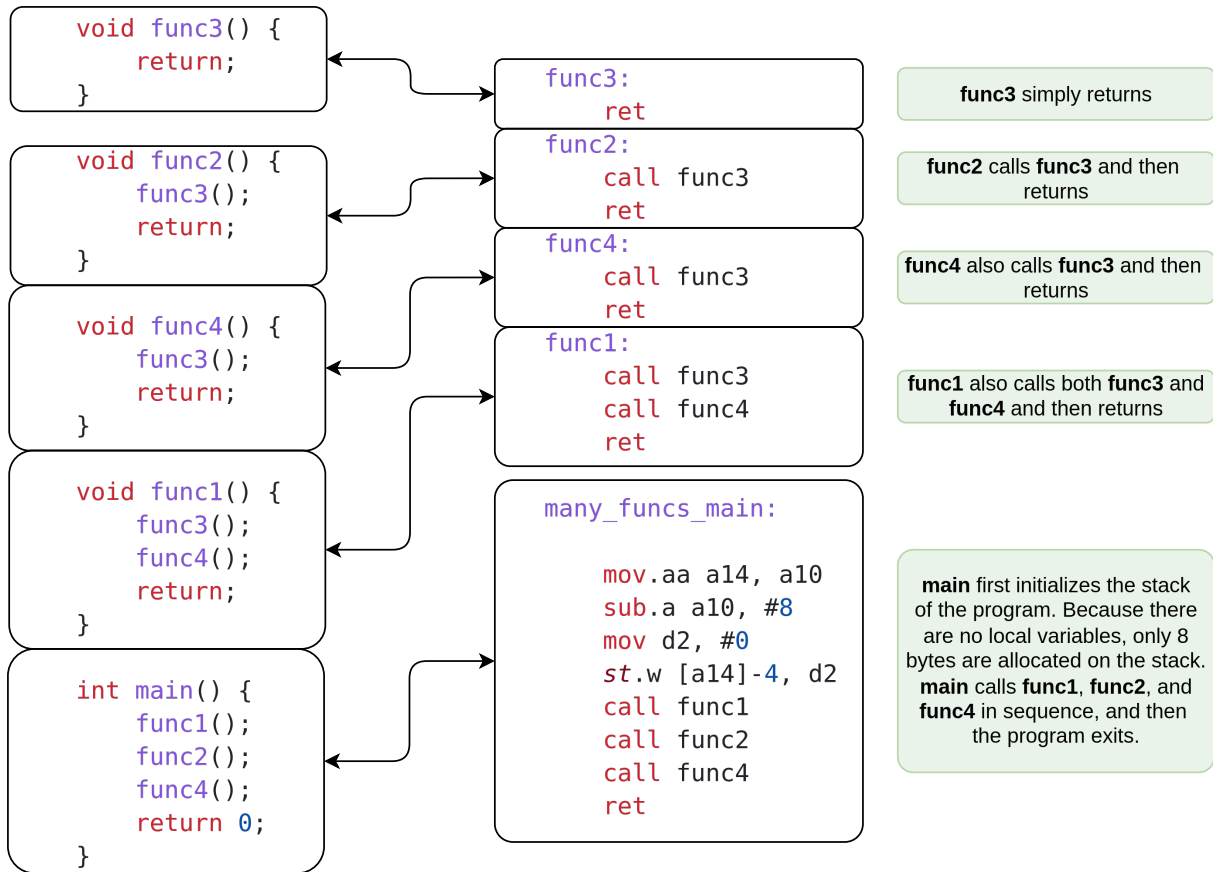 void func3() {
return;
}
void func2() {
func3();
return;
}
void func4() {
func3();
return;
}
void func1() {
func3();
func4();
return;
}
int main() {
func1();
func2();
func4();
return 0;
}
func3:
ret
func2:
call func3
ret
func4:
call func3
ret
func1:
call func3
call func4
ret
many_funcs_main:
mov.aa a14, a10
sub.a a10, #8
mov d2, #0
st.w [a14]-4, d2
call func1
call func2
call func4
ret
func3 simply returns
func2 calls func3 and then
returns
func4 also calls func3 and then
returns
func1 also calls both func3 and
func4 and then returns
main first initializes the stack
of the program. Because there
are no local variables, only 8
bytes are allocated on the stack.
main calls func1, func2, and
func4 in sequence, and then
the program exits.